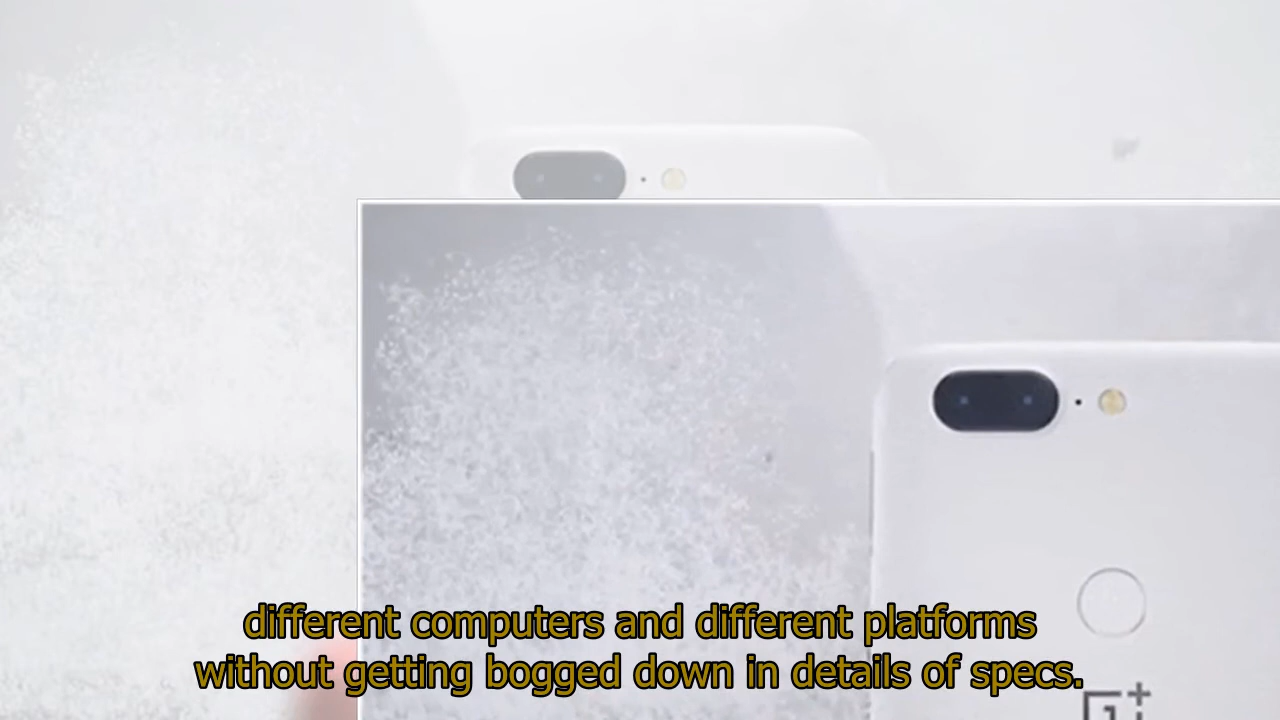 different computers and different platforms
without getting bogged down in details of specs.